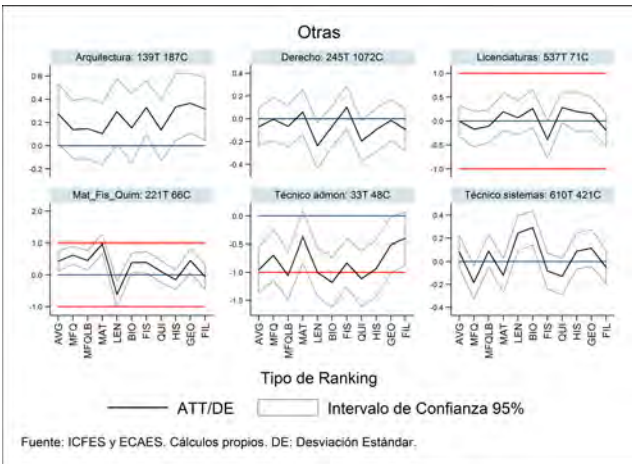 Otras
Arquitectura: 139T 187C
Derecho: 245T 1072C
Licenciaturas: 537T 71C
0.6
0.4
0.2
0.0
-0.2
0.4
0.2
0.0
-0.2
-0.4
1.0
0.5
0.0
-0.5
-1.0
Mat_Fis_Quim: 221T 66C
Técnico admon: 33T 48C
Técnico sistemas: 610T 421C
2.0
1.0
0.0
-1.0
0.0
-0.5
-1.0
-1.5
0.4
0.2
0.0
-0.2
-0.4
AVG MFQ MFQLB MAT LEN BIO FIS QUI HIS GEO FIL
AVG MFQ MFQLB MAT LEN BIO FIS QUI HIS GEO FIL
AVG MFQ MFQLB MAT LEN BIO FIS QUI HIS GEO FIL
Tipo de Ranking
ATT/DE
Intervalo de Confianza 95%
Fuente: ICFES y ECAES. Cálculos propios. DE: Desviación Estándar.